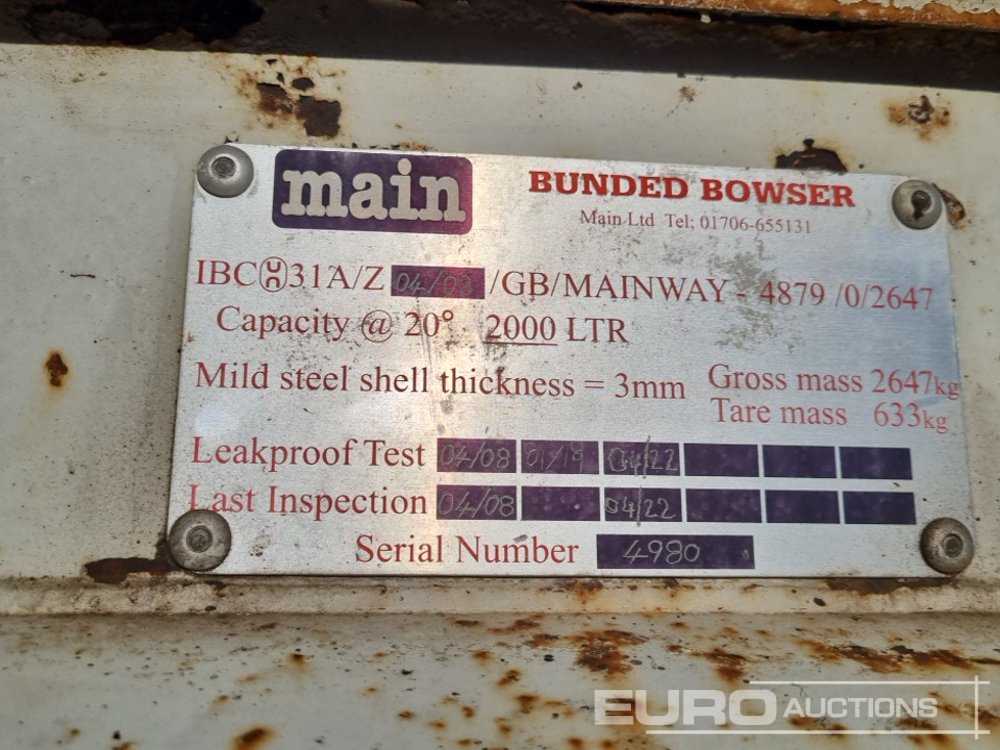 main
BUNDED BOWSER
Main Ltd Tel; 01706-655131
IBC UN 31A/Z 04/08 /GB/MAINWAY - 4879 /0/2647
Capacity @ 20° 2000 LTR
Mild steel shell thickness = 3mm
Gross mass 2647kg
Tare mass 633kg
Leakproof Test 04/08 01/19 04/22
Last Inspection 04/08 04/22
Serial Number 4980
EURO AUCTIONS